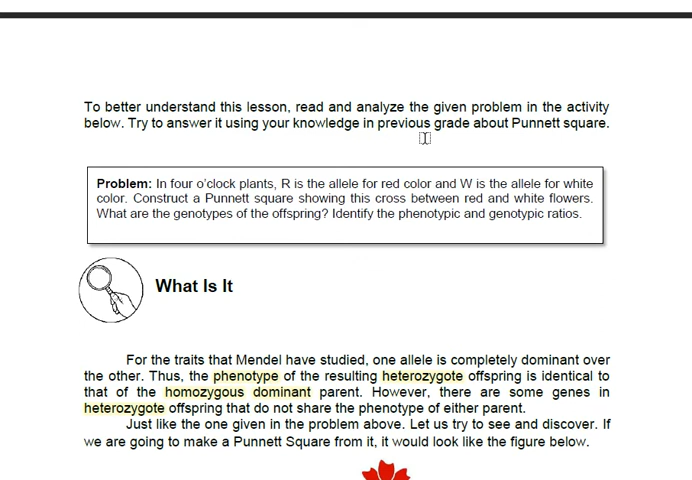 To better understand this lesson, read and analyze the given problem in the activity
below. Try to answer it using your knowledge in previous grade about Punnett square.
Problem: In four o'clock plants, R is the allele for red color and W is the allele for white
color. Construct a Punnett square showing this cross between red and white flowers.
What are the genotypes of the offspring? Identify the phenotypic and genotypic ratios.
What Is It
For the traits that Mendel have studied, one allele is completely dominant over
the other. Thus, the phenotype of the resulting heterozygote offspring is identical to
that of the homozygous dominant parent. However, there are some genes in
heterozygote offspring that do not share the phenotype of either parent.
Just like the one given in the problem above. Let us try to see and discover. If
we are going to make a Punnett Square from it, it would look like the figure below.